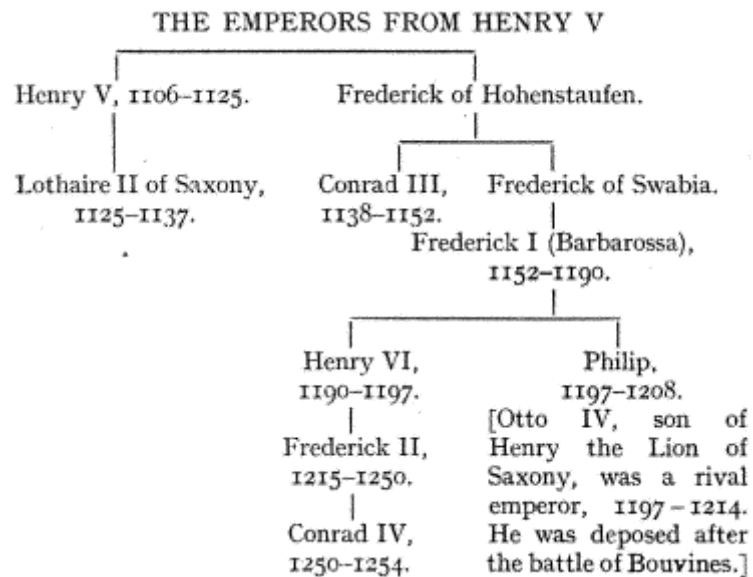 THE EMPERORS FROM HENRY V
Henry V, 1106–1125.
Frederick of Hohenstaufen.
Lothaire II of Saxony,
1125–1137.
Conrad III,
1138–1152.
Frederick of Swabia.
Frederick I (Barbarossa),
1152–1190.
Henry VI,
1190–1197.
Philip,
1197–1208.
Frederick II,
1215–1250.
Conrad IV,
1250–1254.
[Otto IV, son of
Henry the Lion of
Saxony, was a rival
emperor, 1197–1214.
He was deposed after
the battle of Bouvines.]